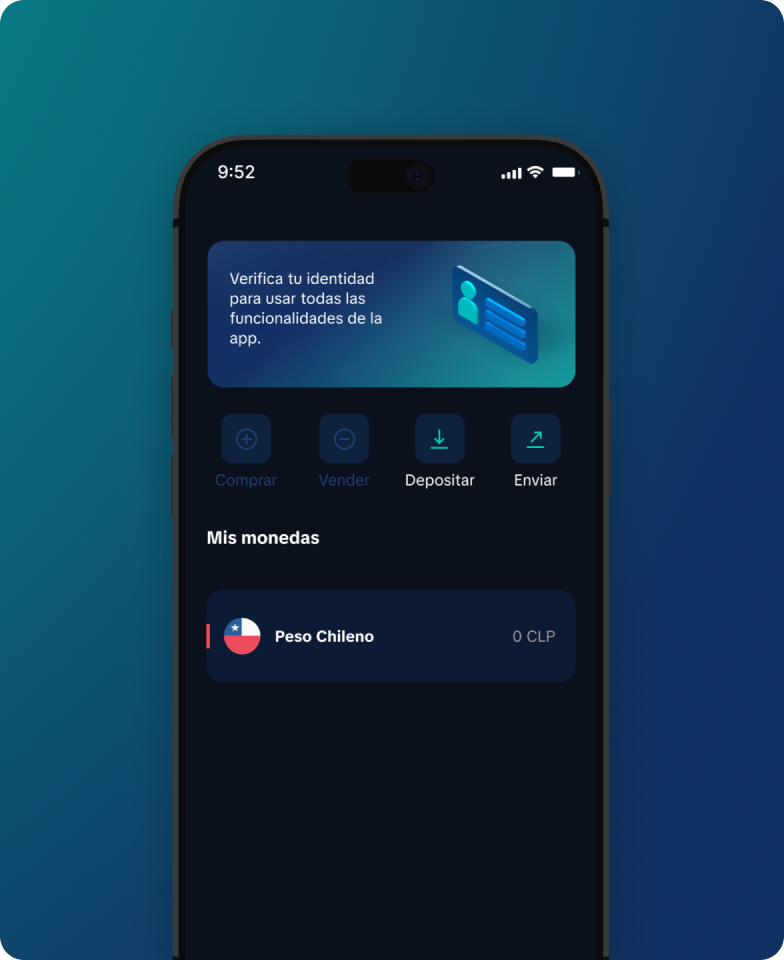 9:52
Verifica tu identidad
para usar todas las
funcionalidades de la
app.
Comprar Vender Depositar Enviar
Mis monedas
Peso Chileno 0 CLP